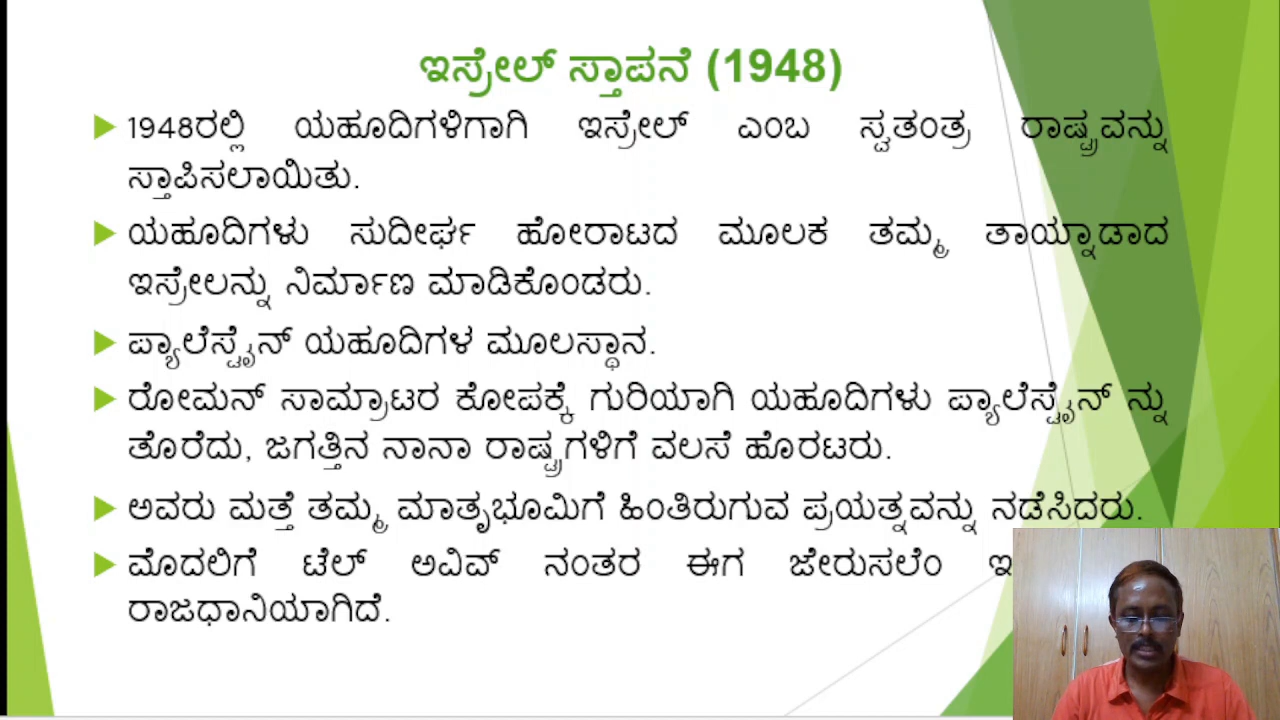 ಇಸ್ರೇಲ್ ಸ್ತಾಪನೆ (1948)
1948ರಲ್ಲಿ ಯಹೂದಿಗಳಿಗಾಗಿ ಇಸ್ರೇಲ್ ಎಂಬ ಸ್ವತಂತ್ರ ರಾಷ್ಟ್ರವನ್ನು
ಸ್ತಾಪಿಸಲಾಯಿತು.
ಯಹೂದಿಗಳು ಸುದೀರ್ಘ ಹೋರಾಟದ ಮೂಲಕ ತಮ್ಮ ತಾಯ್ನಾಡಾದ
ಇಸ್ರೇಲನ್ನು ನಿರ್ಮಾಣ ಮಾಡಿಕೊಂಡರು.
ಪ್ಯಾಲೆಸ್ಟೈನ್ ಯಹೂದಿಗಳ ಮೂಲಸ್ಥಾನ.
ರೋಮನ್ ಸಾಮ್ರಾಟರ ಕೋಪಕ್ಕೆ ಗುರಿಯಾಗಿ ಯಹೂದಿಗಳು ಪ್ಯಾಲೆಸ್ಟೈನ್ ನ್ನು
ತೊರೆದು, ಜಗತ್ತಿನ ನಾನಾ ರಾಷ್ಟ್ರಗಳಿಗೆ ವಲಸೆ ಹೊರಟರು.
ಅವರು ಮತ್ತೆ ತಮ್ಮ ಮಾತೃಭೂಮಿಗೆ ಹಿಂತಿರುಗುವ ಪ್ರಯತ್ನವನ್ನು ನಡೆಸಿದರು.
ಮೊದಲಿಗೆ ಟೆಲ್ ಅವಿವ್ ನಂತರ ಈಗ ಜೇರುಸಲೆಂ
ರಾಜಧಾನಿಯಾಗಿದೆ.